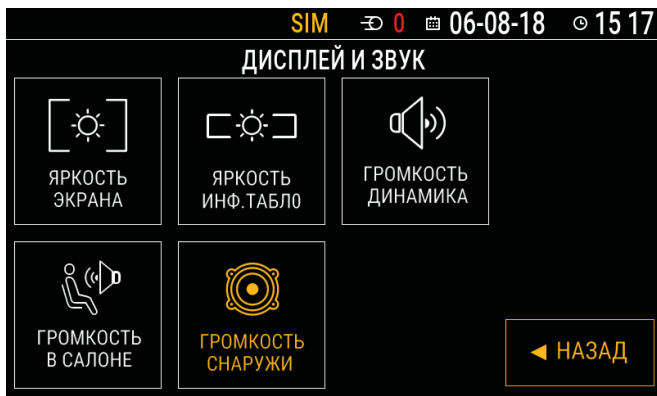 SIM 0 06-08-18 15 17
ДИСПЛЕЙ И ЗВУК
ЯРКОСТЬ
ЭКРАНА
ЯРКОСТЬ
ИНФ.ТАБЛО
ГРОМКОСТЬ
ДИНАМИКА
ГРОМКОСТЬ
В САЛОНЕ
ГРОМКОСТЬ
СНАРУЖИ
НАЗАД